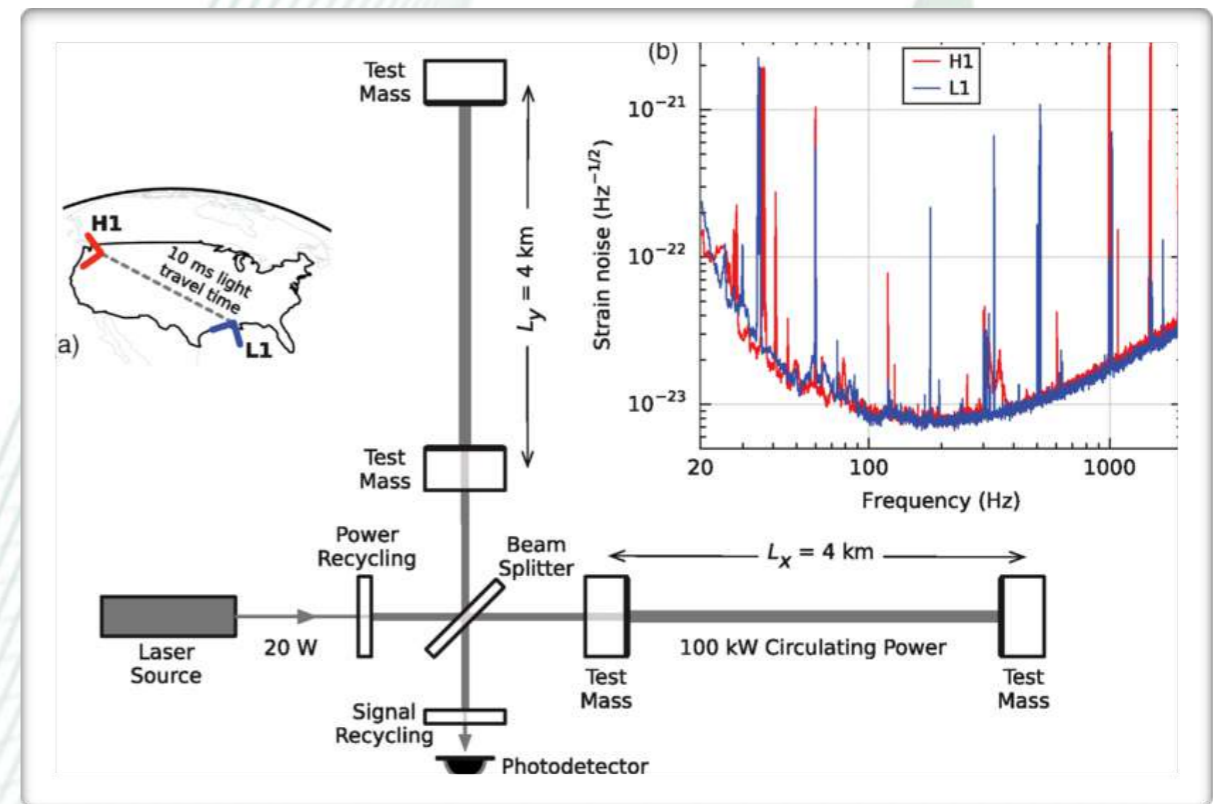 Test
Mass
H1
10 ms light
travel time
L1
a)
Ly = 4 km
Test
Mass
(b)
H1
L1
10-21
10-22
10-23
Strain noise (Hz-1/2)
20
100
1000
Frequency (Hz)
Power
Recycling
Beam
Splitter
Lx = 4 km
Laser
Source
20 W
Test
Mass
100 kW Circulating Power
Test
Mass
Signal
Recycling
Photodetector